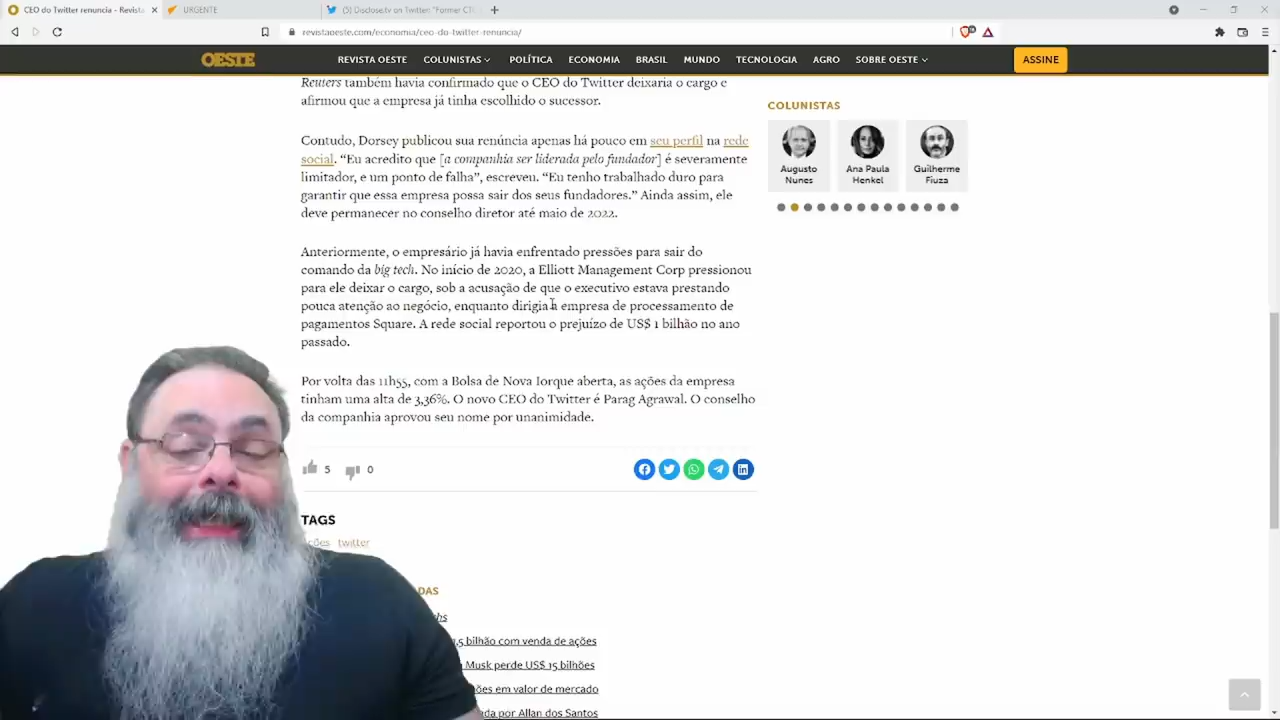 CEO do Twitter renuncia - Revista
URGENTE
(5) Disclose.tv on Twitter: "Former CTO
revistaoeste.com/economia/ceo-do-twitter-renuncia/
OESTE
REVISTA OESTE
COLUNISTAS
POLÍTICA
ECONOMIA
BRASIL
MUNDO
TECNOLOGIA
AGRO
SOBRE OESTE
ASSINE
Reuters também havia confirmado que o CEO do Twitter deixaria o cargo e
afirmou que a empresa já tinha escolhido o sucessor.
Contudo, Dorsey publicou sua renúncia apenas há pouco em seu perfil na rede
social. “Eu acredito que [a companhia ser liderada pelo fundador] é severamente
limitador, e um ponto de falha”, escreveu. “Eu tenho trabalhado duro para
garantir que essa empresa possa sair dos seus fundadores.” Ainda assim, ele
deve permanecer no conselho diretor até maio de 2022.
Anteriormente, o empresário já havia enfrentado pressões para sair do
comando da big tech. No início de 2020, a Elliott Management Corp pressionou
para ele deixar o cargo, sob a acusação de que o executivo estava prestando
pouca atenção ao negócio, enquanto dirigia a empresa de processamento de
pagamentos Square. A rede social reportou o prejuízo de US$ 1 bilhão no ano
passado.
Por volta das 11h55, com a Bolsa de Nova Iorque aberta, as ações da empresa
tinham uma alta de 3,36%. O novo CEO do Twitter é Parag Agrawal. O conselho
da companhia aprovou seu nome por unanimidade.
5
0
TAGS
twitter
bilhão com venda de ações
Musk perde US$ 15 bilhões
em valor de mercado
por Allan dos Santos
COLUNISTAS
Augusto
Nunes
Ana Paula
Henkel
Guilherme
Fiuza